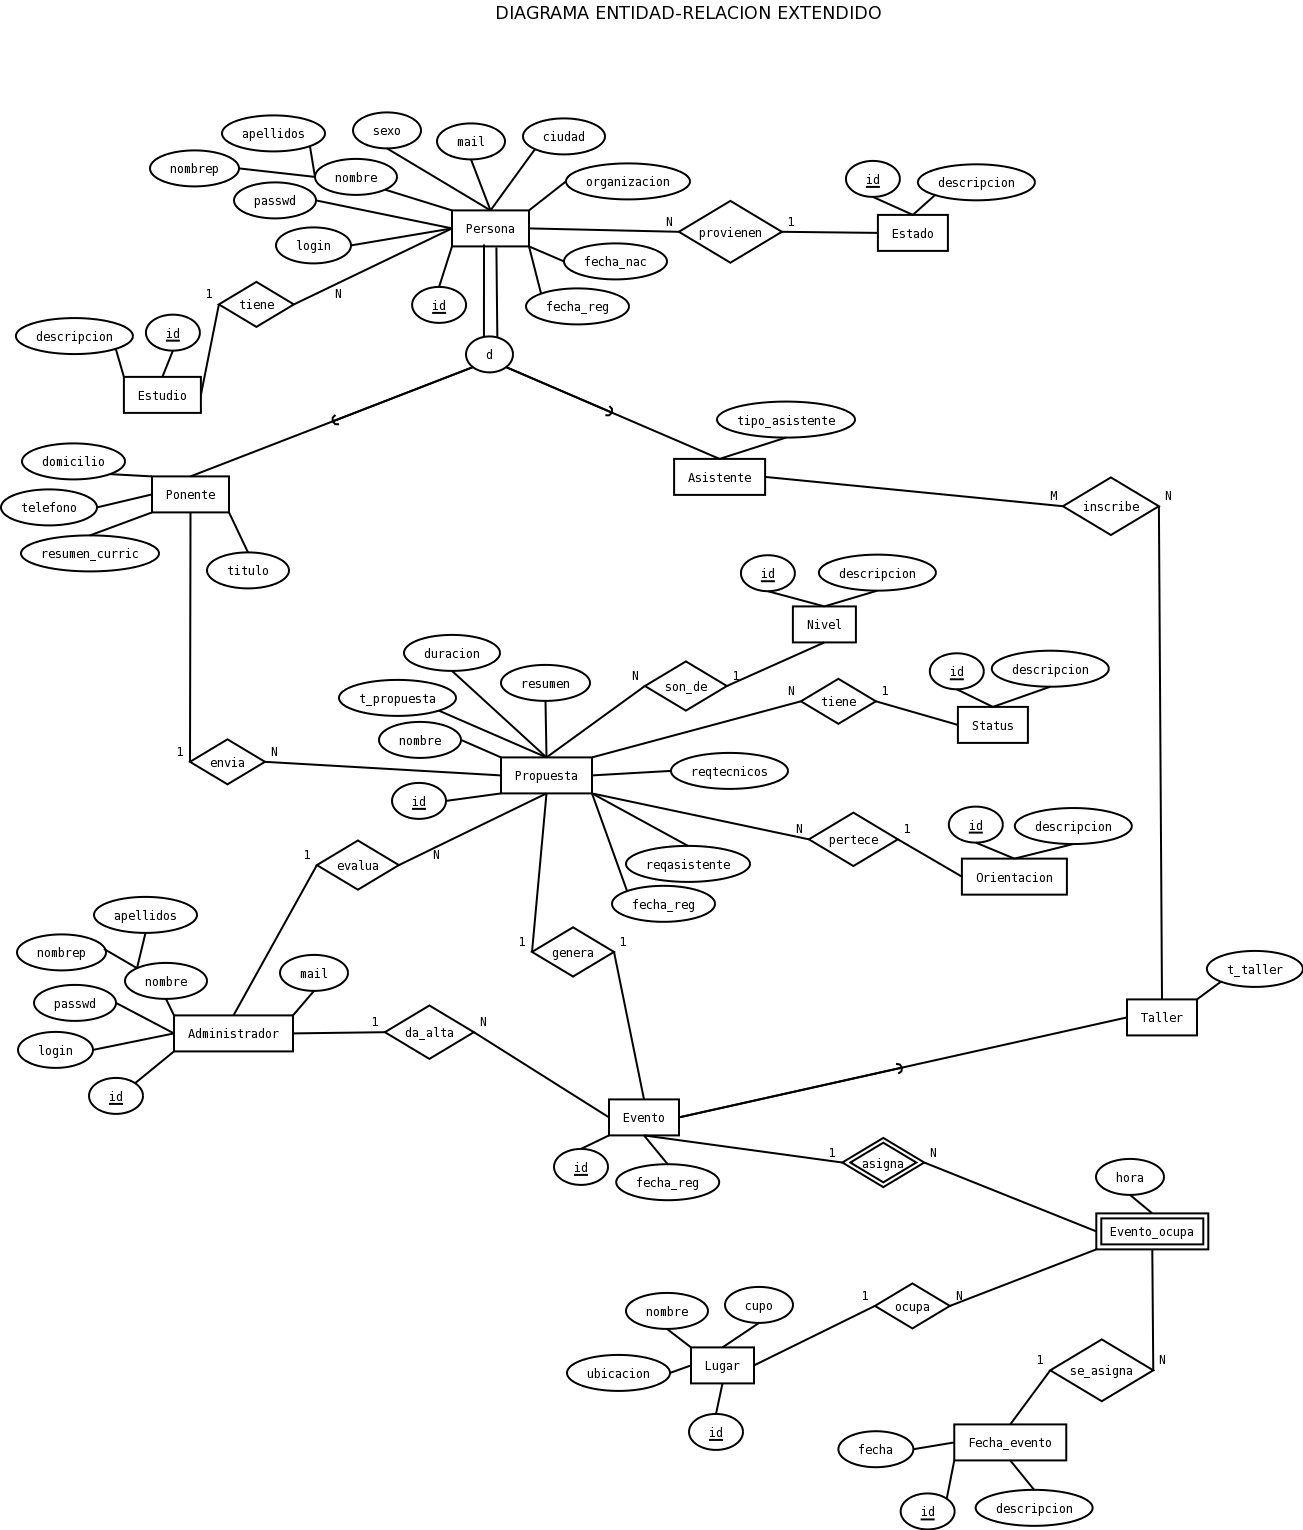 DIAGRAMA ENTIDAD-RELACION EXTENDIDO
apellidos
sexo
mail
ciudad
nombrep
nombre
organizacion
id
descripcion
passwd
Persona
N
provienen
1
Estado
login
fecha_nac
1
tiene
N
id
fecha_reg
descripcion
id
d
Estudio
tipo_asistente
domicilio
Asistente
Ponente
M
inscribe
N
telefono
resumen_curric
titulo
id
descripcion
Nivel
duracion
resumen
N
son_de
1
id
descripcion
t_propuesta
N
tiene
1
Status
nombre
1
envia
N
Propuesta
reqtecnicos
id
id
descripcion
N
pertece
1
1
evalua
N
reqasistente
Orientacion
fecha_reg
apellidos
nombrep
1
genera
1
nombre
mail
t_taller
passwd
Administrador
1
da_alta
N
Taller
login
id
Evento
id
fecha_reg
1
asigna
N
hora
Evento_ocupa
nombre
cupo
1
ocupa
N
ubicacion
Lugar
1
se_asigna
N
id
fecha
Fecha_evento
id
descripcion